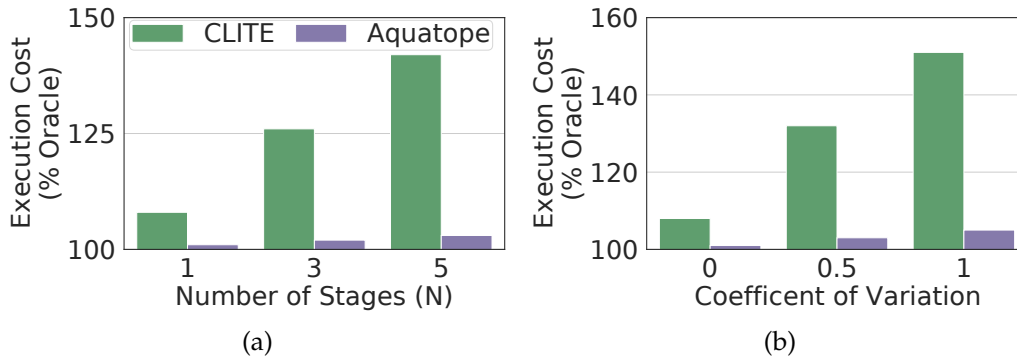 Execution Cost
(% Oracle)
150
125
100
CLITE Aquatope
1 3 5
Number of Stages (N)
(a)
Execution Cost
(% Oracle)
160
140
120
100
0 0.5 1
Coefficent of Variation
(b)